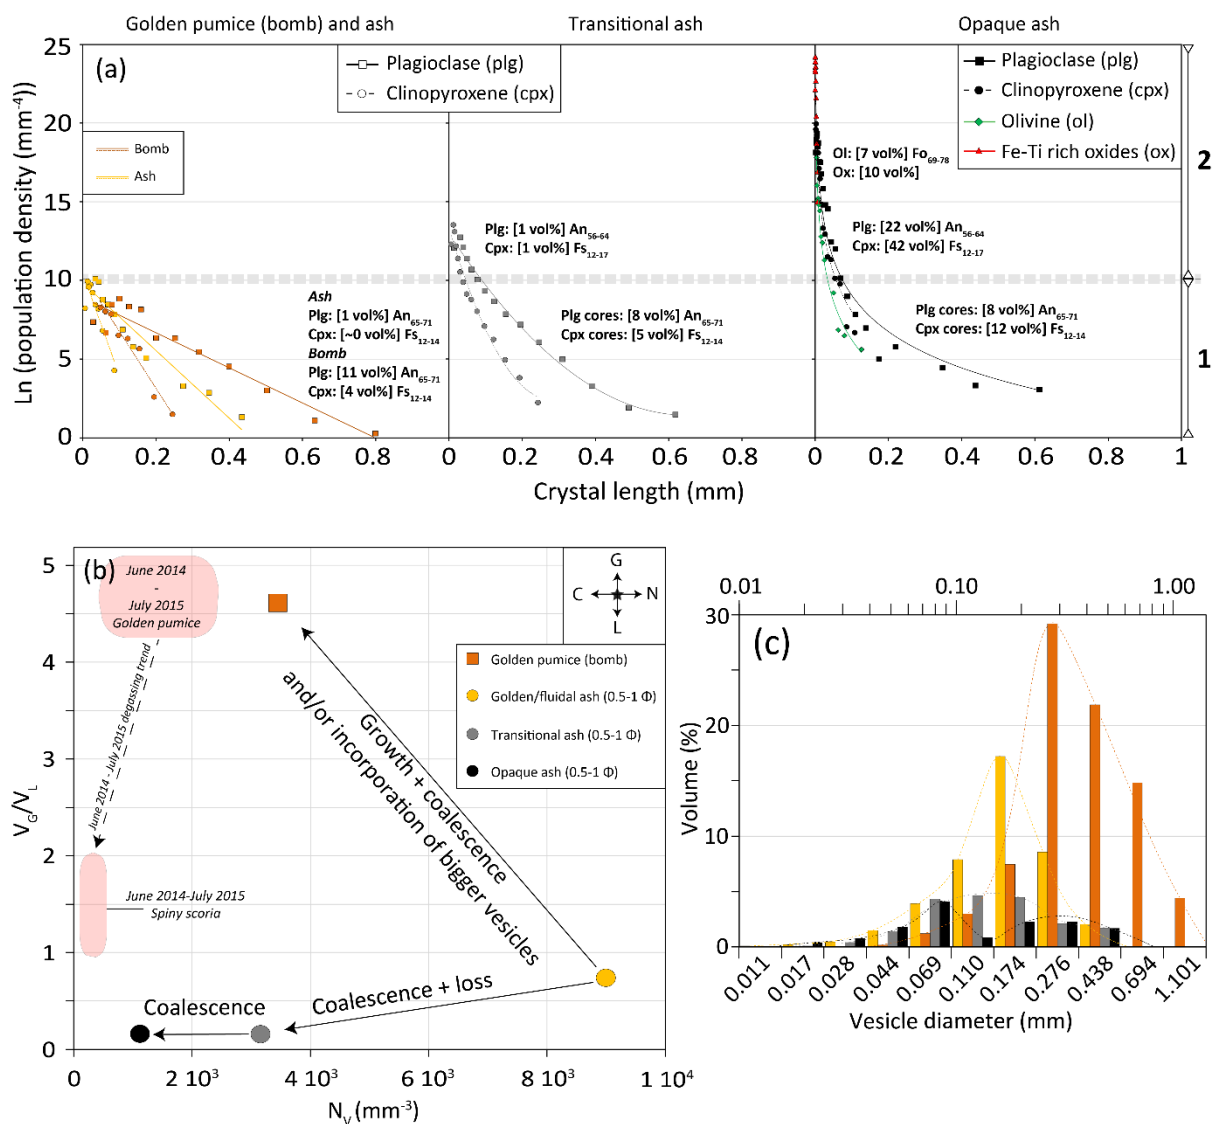 Golden pumice (bomb) and ash
Transitional ash
Opaque ash
(a)
Ln (population density (mm-4))
25
20
15
10
5
0
Plagioclase (plg)
Clinopyroxene (cpx)
Bomb
Ash
Plagioclase (plg)
Clinopyroxene (cpx)
Olivine (ol)
Fe-Ti rich oxides (ox)
Ol: [7 vol%] Fo69-78
Ox: [10 vol%]
Plg: [1 vol%] An56-64
Cpx: [1 vol%] Fs12-17
Plg: [22 vol%] An56-64
Cpx: [42 vol%] Fs12-17
2
1
Ash
Plg: [1 vol%] An65-71
Cpx: [~0 vol%] Fs12-14
Bomb
Plg: [11 vol%] An65-71
Cpx: [4 vol%] Fs12-14
Plg cores: [8 vol%] An65-71
Cpx cores: [5 vol%] Fs12-14
Plg cores: [8 vol%] An65-71
Cpx cores: [12 vol%] Fs12-14
0 0.2 0.4 0.6 0.8 0 0.2 0.4 0.6 0.8 0 0.2 0.4 0.6 0.8 1
Crystal length (mm)
(b)
VG/VL
5
4
3
2
1
0
June 2014
-
July 2015
Golden pumice
June 2014 - July 2015 degassing trend
June 2014-July 2015
Spiny scoria
G
C N
L
Golden pumice (bomb)
Golden/fluidal ash (0.5-1 Φ)
Transitional ash (0.5-1 Φ)
Opaque ash (0.5-1 Φ)
Growth + coalescence
and/or incorporation of bigger vesicles
Coalescence + loss
Coalescence
0 2 10³ 4 10³ 6 10³ 8 10³ 1 10⁴
NV (mm-3)
0.01 0.10 1.00
(c)
Volume (%)
30
20
10
0
0.011 0.017 0.028 0.044 0.069 0.110 0.174 0.276 0.438 0.694 1.101
Vesicle diameter (mm)